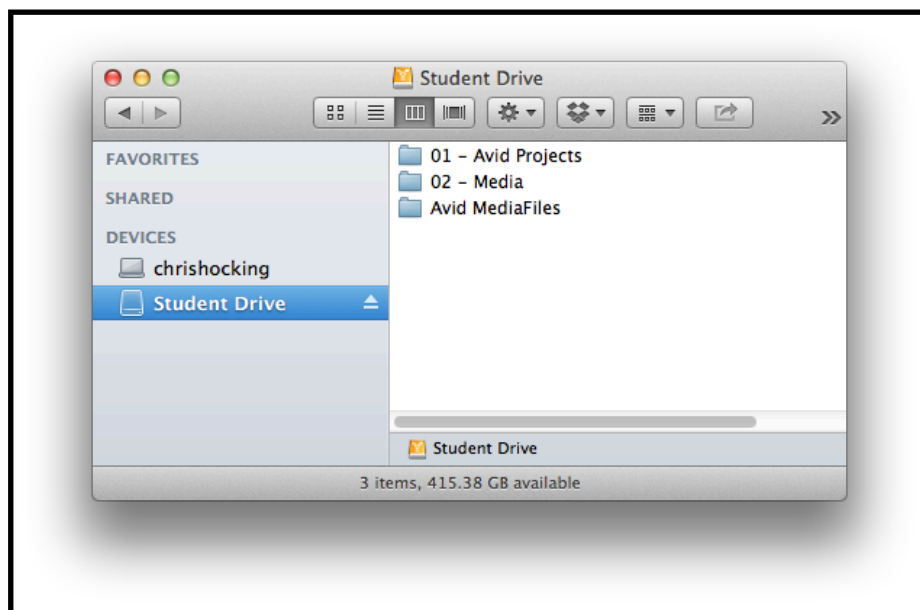 Student Drive
FAVORITES
SHARED
DEVICES
chrishocking
Student Drive
01 – Avid Projects
02 – Media
Avid MediaFiles
Student Drive
3 items, 415.38 GB available